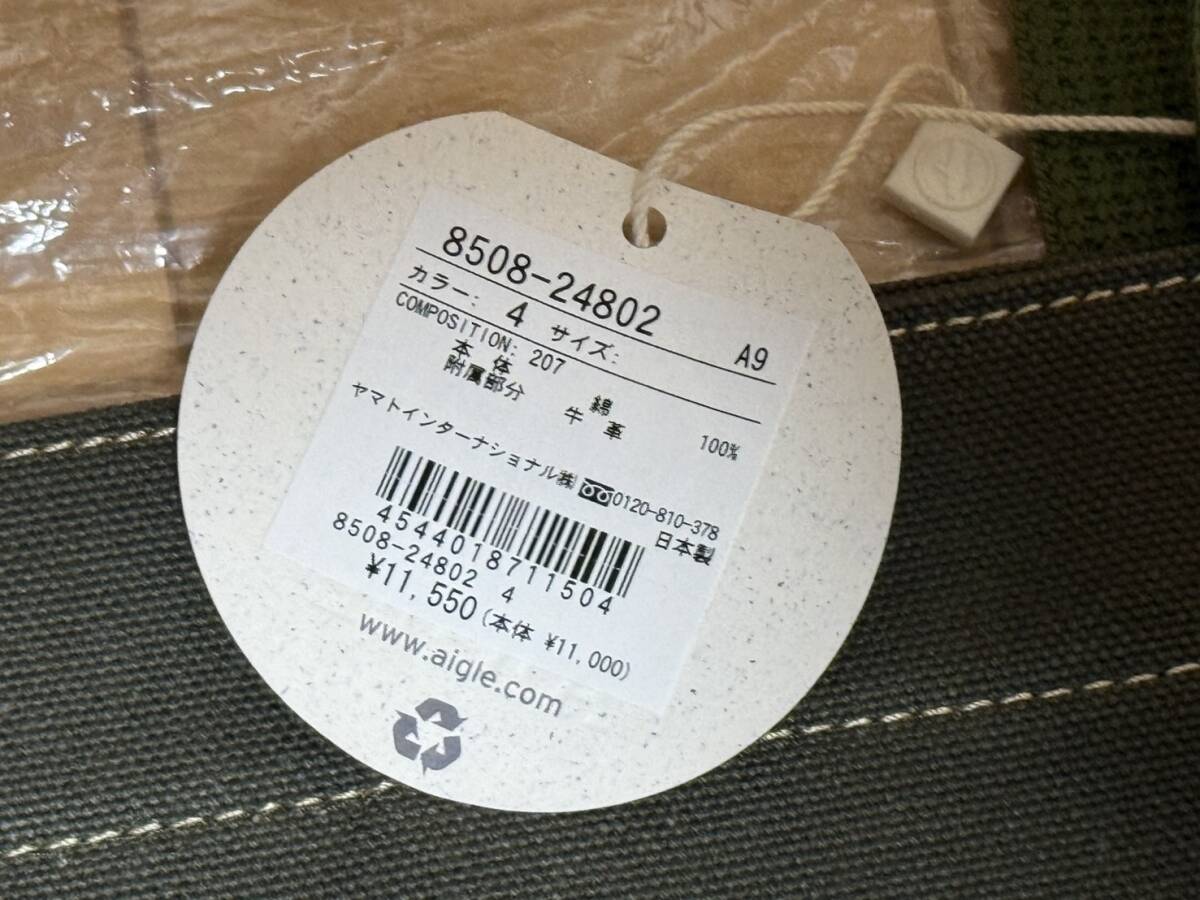 8508-24802
カラー: 4 サイズ: A9
COMPOSITION: 207
本体 綿 100%
附属部分 牛革
ヤマトインターナショナル㈱ 0120-810-378
日本製
4544018711504
8508-24802 4
¥11,550(本体 ¥11,000)
www.aigle.com